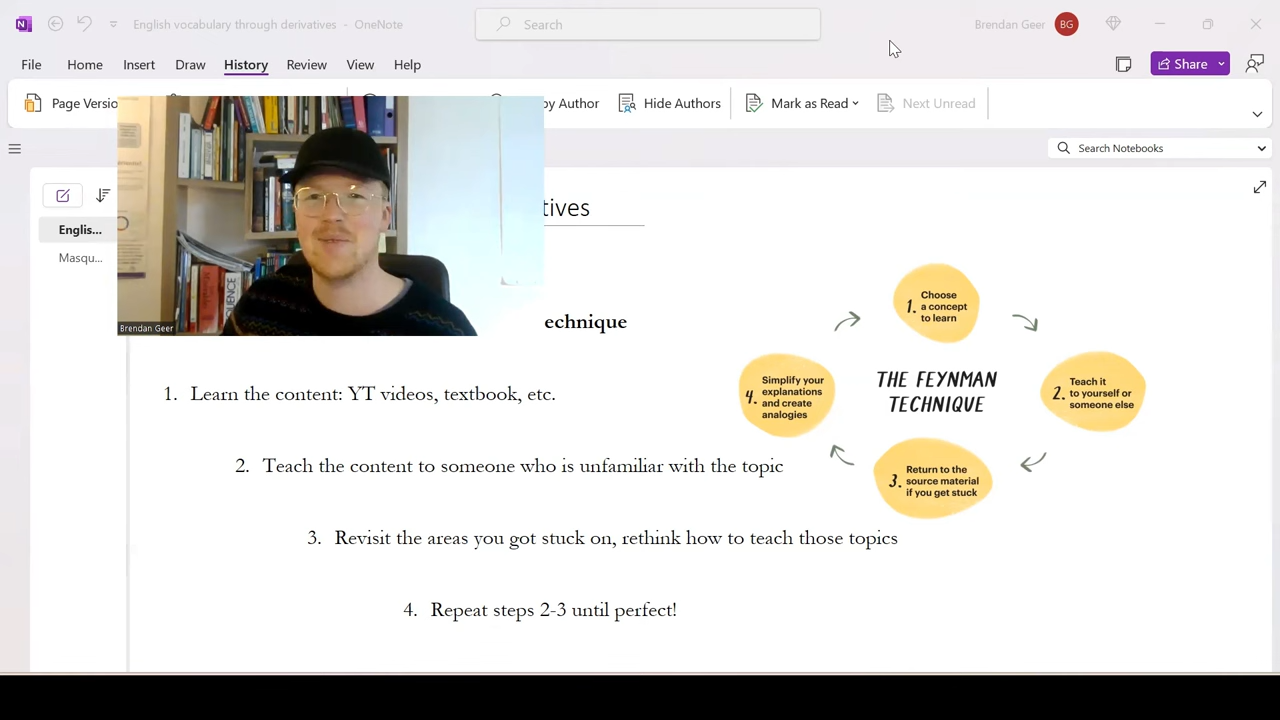 English vocabulary through derivatives - OneNote
Search
Brendan Geer
BG
File
Home
Insert
Draw
History
Review
View
Help
Share
Page Versio
by Author
Hide Authors
Mark as Read
Next Unread
Search Notebooks
tives
Englis...
Masqu...
Brendan Geer
echnique
1. Learn the content: YT videos, textbook, etc.
2. Teach the content to someone who is unfamiliar with the topic
3. Revisit the areas you got stuck on, rethink how to teach those topics
4. Repeat steps 2-3 until perfect!
THE FEYNMAN
TECHNIQUE
1. Choose
a concept
to learn
2. Teach it
to yourself or
someone else
3. Return to the
source material
if you get stuck
4. Simplify your
explanations
and create
analogies